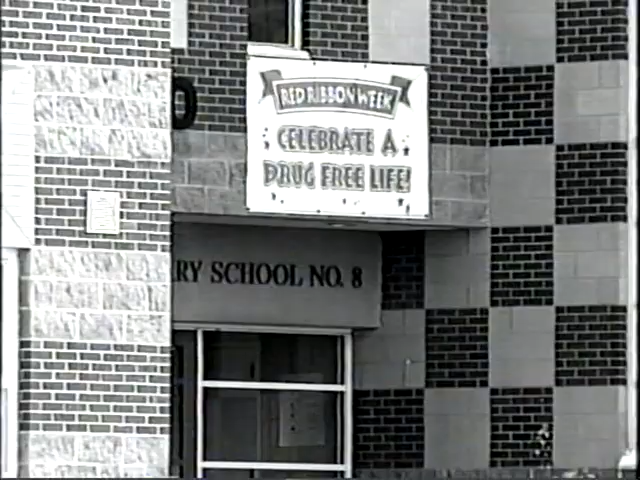 RED RIBBON WEEK
CELEBRATE A
DRUG FREE LIFE!
RY SCHOOL NO. 8